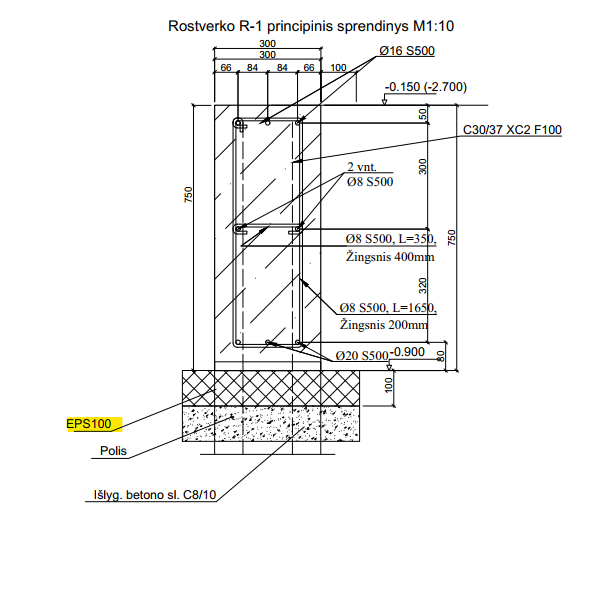 Rostverko R-1 principinis sprendinys M1:10
300
300
66 84 84 66 100
Ø16 S500
-0.150 (-2.700)
50
C30/37 XC2 F100
300
2 vnt.
Ø8 S500
750
750
Ø8 S500, L=350,
Žingsnis 400mm
320
Ø8 S500, L=1650,
Žingsnis 200mm
Ø20 S500
-0.900
80
100
EPS100
Polis
Išlyg. betono sl. C8/10